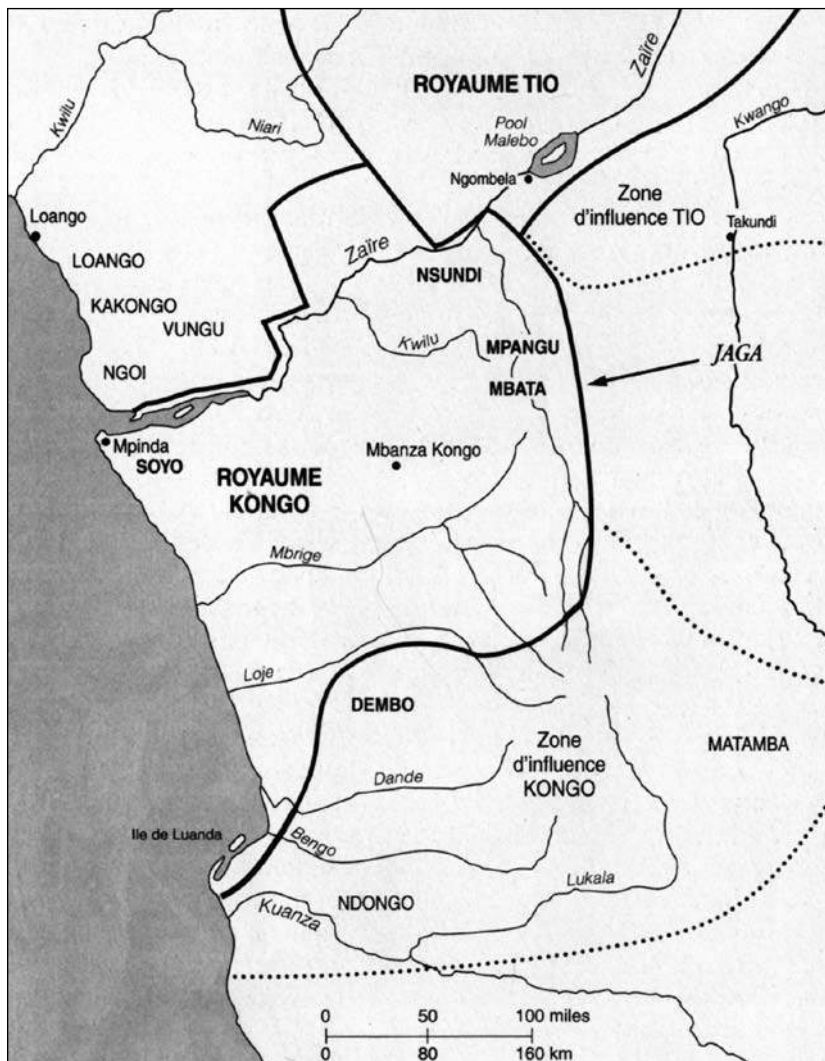 ROYAUME TIO
Zaïre
Kwilu
Niari
Pool
Malebo
Kwango
Ngombela
Zone
d'influence TIO
Takundi
Loango
LOANGO
Zaïre
NSUNDI
KAKONGO
VUNGU
Kwilu
MPANGU
JAGA
NGOI
MBATA
Mpinda
SOYO
Mbanza Kongo
ROYAUME
KONGO
Mbrige
Loje
DEMBO
Zone
d'influence
KONGO
MATAMBA
Dande
Ile de Luanda
Bengo
Lukala
NDONGO
Kuanza
0 50 100 miles
0 80 160 km